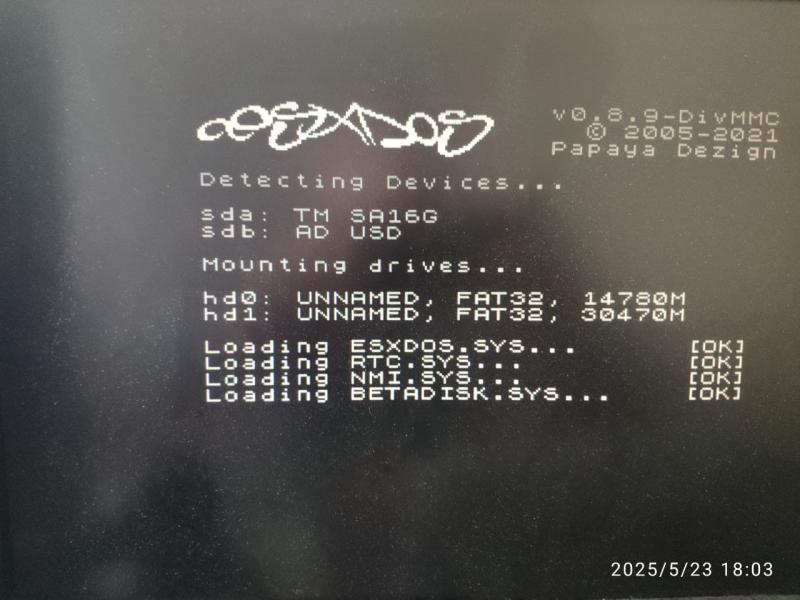 esxDOS
v0.8.9-DivMMC
© 2005-2021
Papaya Dezign
Detecting Devices...
sda: TM SA16G
sdb: AD USD
Mounting drives...
hd0: UNNAMED, FAT32, 14780M
hd1: UNNAMED, FAT32, 30470M
Loading ESXDOS.SYS... [OK]
Loading RTC.SYS... [OK]
Loading NMI.SYS... [OK]
Loading BETADISK.SYS... [OK]
2025/5/23 18:03